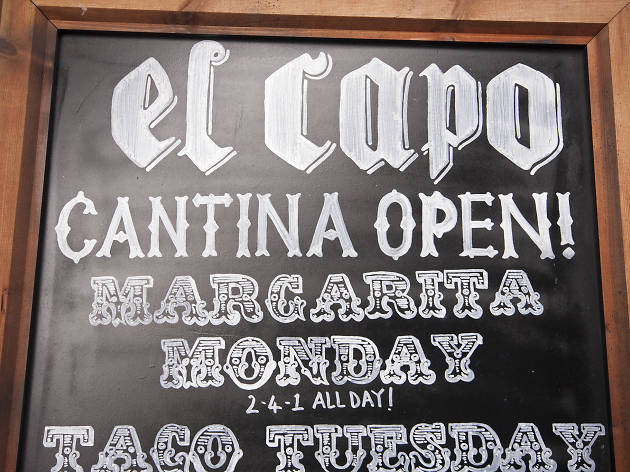 el capo
CANTINA OPEN!
MARGARITA
MONDAY
2-4-1 ALL DAY!
TACO TUESDAY